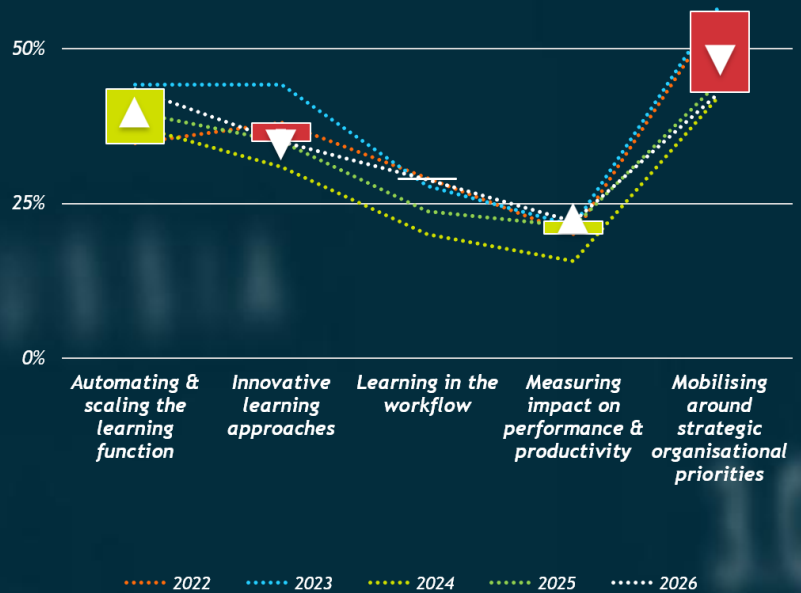 50%
25%
0%
Automating &
scaling the
learning
function
Innovative
learning
approaches
Learning in the
workflow
Measuring
impact on
performance &
productivity
Mobilising
around
strategic
organisational
priorities
2022 2023 2024 2025 2026